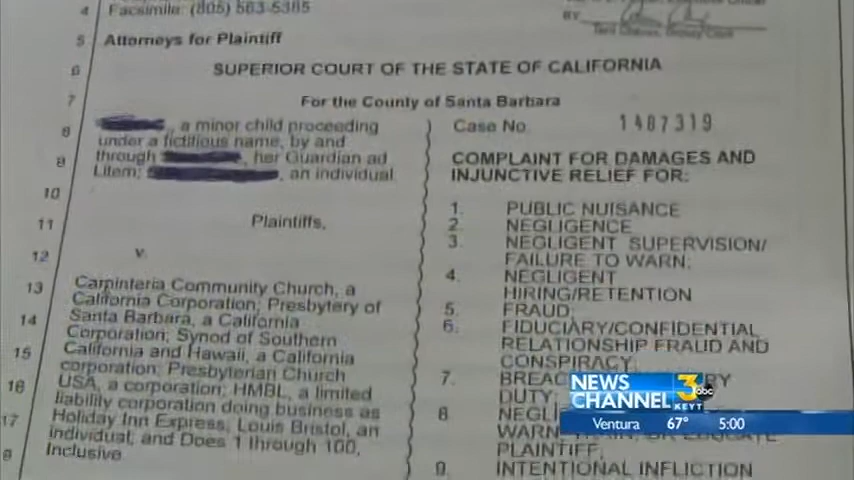 4 Facsimile: (805) 563-5385
BY
5 Attorneys for Plaintiff
6 SUPERIOR COURT OF THE STATE OF CALIFORNIA
7 For the County of Santa Barbara
8 , a minor child proceeding
under a fictitious name, by and
9 through , her Guardian ad
Litem; , an individual
10
11 Plaintiffs,
12 v.
13 Carpinteria Community Church, a
California Corporation; Presbytery of
14 Santa Barbara, a California
Corporation; Synod of Southern
15 California and Hawaii, a California
corporation; Presbyterian Church
16 USA, a corporation; HMBL, a limited
liability corporation doing business as
17 Holiday Inn Express, Louis Bristol, an
individual; and Does 1 through 100,
Inclusive
Case No. 1487319
COMPLAINT FOR DAMAGES AND
INJUNCTIVE RELIEF FOR:
1. PUBLIC NUISANCE
2. NEGLIGENCE
3. NEGLIGENT SUPERVISION/
FAILURE TO WARN;
4. NEGLIGENT
HIRING/RETENTION
5. FRAUD;
6. FIDUCIARY/CONFIDENTIAL
RELATIONSHIP FRAUD AND
CONSPIRACY
7.
DUTY;
8
WARN,
PLAINTIFF,
9. INTENTIONAL INFLICTION
NEWS
CHANNEL 3 abc
KEYT
Ventura 67° 5:00